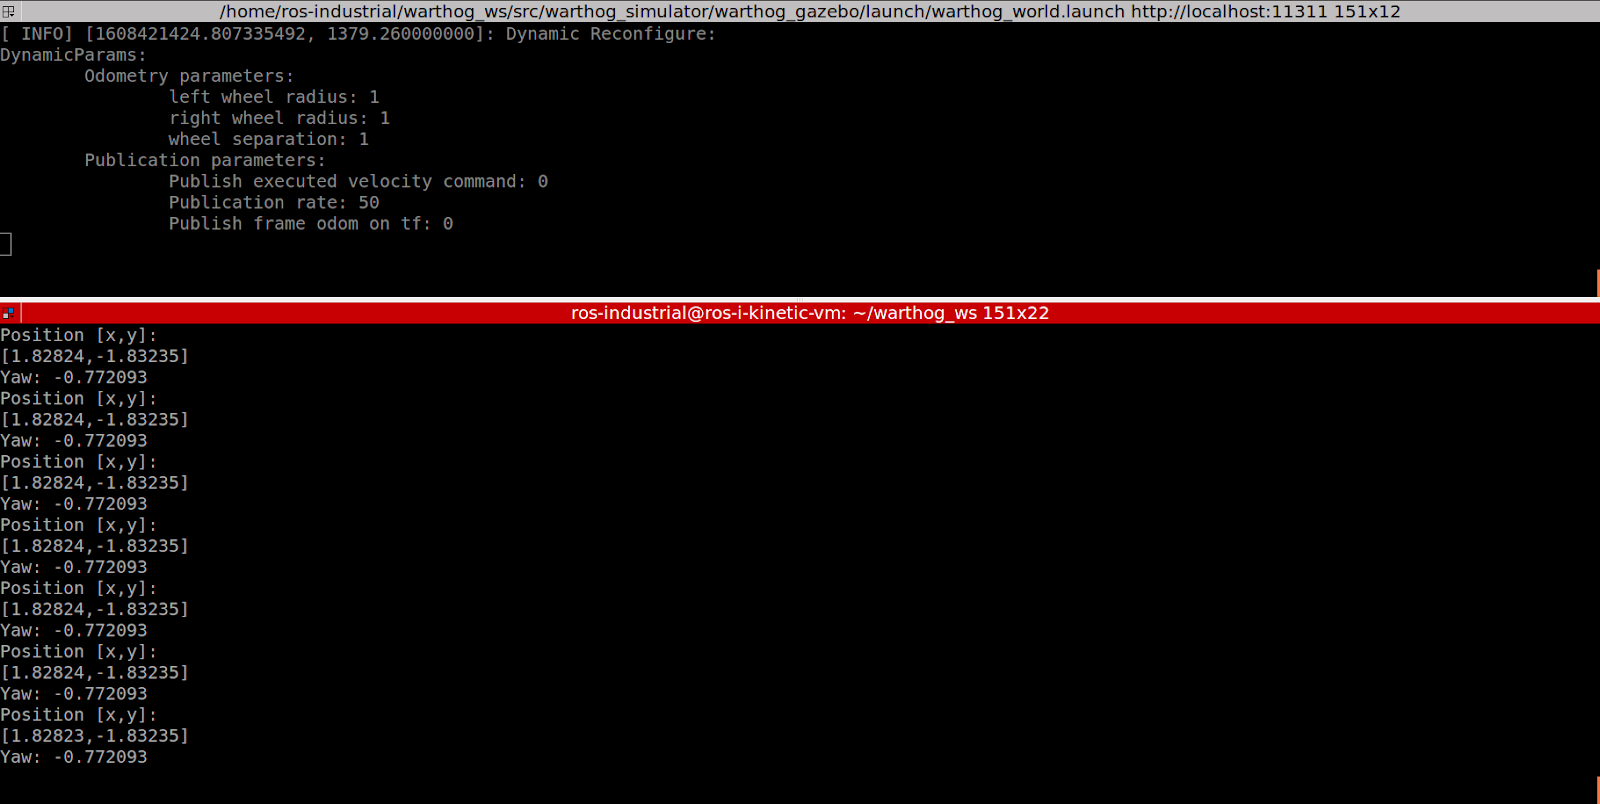 /home/ros-industrial/warthog_ws/src/warthog_simulator/warthog_gazebo/launch/warthog_world.launch http://localhost:11311 151x12
[ INFO] [1608421424.807335492, 1379.260000000]: Dynamic Reconfigure:
DynamicParams:
Odometry parameters:
left wheel radius: 1
right wheel radius: 1
wheel separation: 1
Publication parameters:
Publish executed velocity command: 0
Publication rate: 50
Publish frame odom on tf: 0
ros-industrial@ros-i-kinetic-vm: ~/warthog_ws 151x22
Position [x,y]:
[1.82824,-1.83235]
Yaw: -0.772093
Position [x,y]:
[1.82824,-1.83235]
Yaw: -0.772093
Position [x,y]:
[1.82824,-1.83235]
Yaw: -0.772093
Position [x,y]:
[1.82824,-1.83235]
Yaw: -0.772093
Position [x,y]:
[1.82824,-1.83235]
Yaw: -0.772093
Position [x,y]:
[1.82824,-1.83235]
Yaw: -0.772093
Position [x,y]:
[1.82823,-1.83235]
Yaw: -0.772093